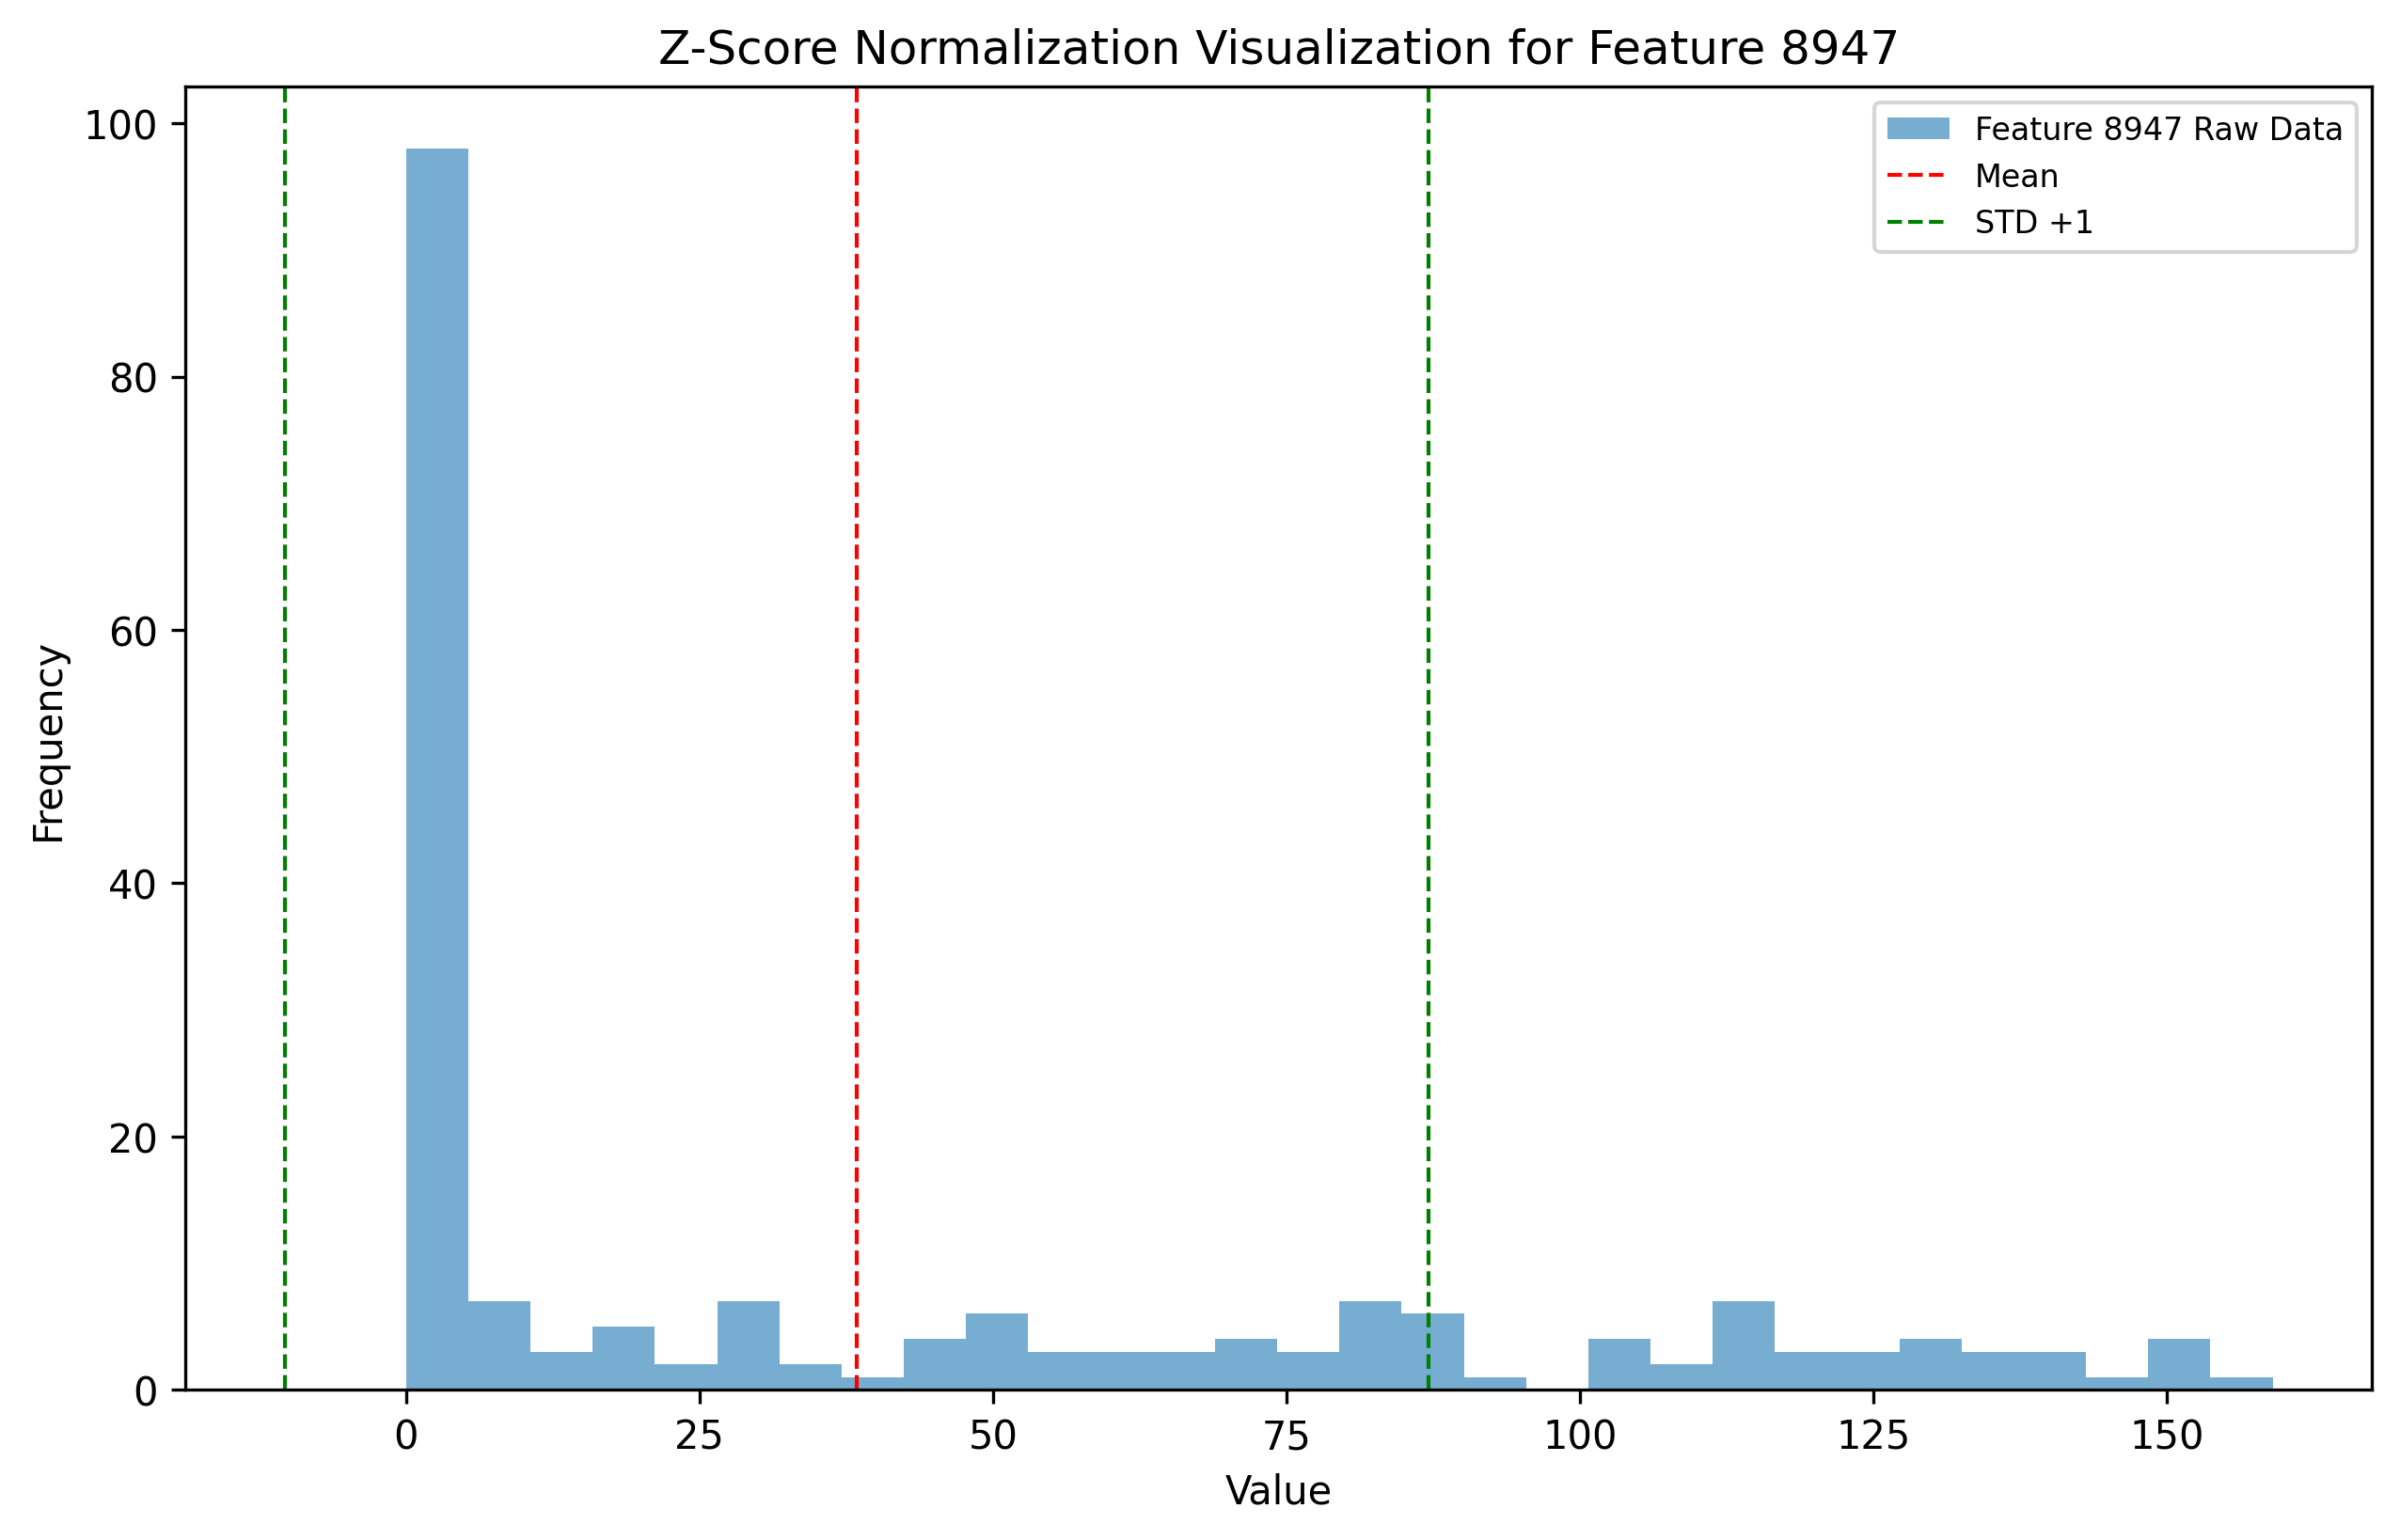 Z-Score Normalization Visualization for Feature 8947
Feature 8947 Raw Data
Mean
STD +1
100
80
60
40
20
0
Frequency
0 25 50 75 100 125 150
Value